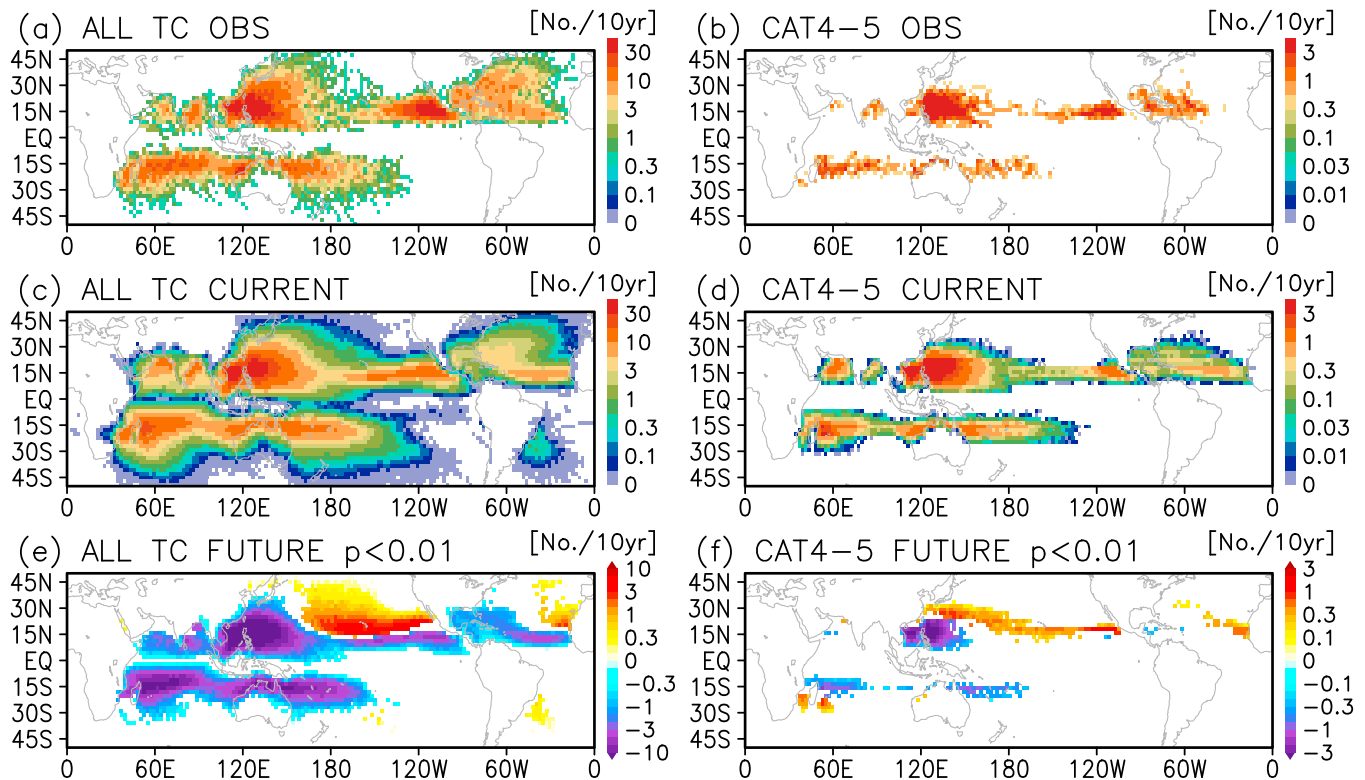 (a) ALL TC OBS [No./10yr]
45N
30N
15N
EQ
15S
30S
45S
0 60E 120E 180 120W 60W 0
30
10
3
1
0.3
0.1
0
(b) CAT4-5 OBS [No./10yr]
45N
30N
15N
EQ
15S
30S
45S
0 60E 120E 180 120W 60W 0
3
1
0.3
0.1
0.03
0.01
0
(c) ALL TC CURRENT [No./10yr]
45N
30N
15N
EQ
15S
30S
45S
0 60E 120E 180 120W 60W 0
30
10
3
1
0.3
0.1
0
(d) CAT4-5 CURRENT [No./10yr]
45N
30N
15N
EQ
15S
30S
45S
0 60E 120E 180 120W 60W 0
3
1
0.3
0.1
0.03
0.01
0
(e) ALL TC FUTURE p<0.01 [No./10yr]
45N
30N
15N
EQ
15S
30S
45S
0 60E 120E 180 120W 60W 0
10
3
1
0.3
0
-0.3
-1
-3
-10
(f) CAT4-5 FUTURE p<0.01 [No./10yr]
45N
30N
15N
EQ
15S
30S
45S
0 60E 120E 180 120W 60W 0
3
1
0.3
0.1
0
-0.1
-0.3
-1
-3